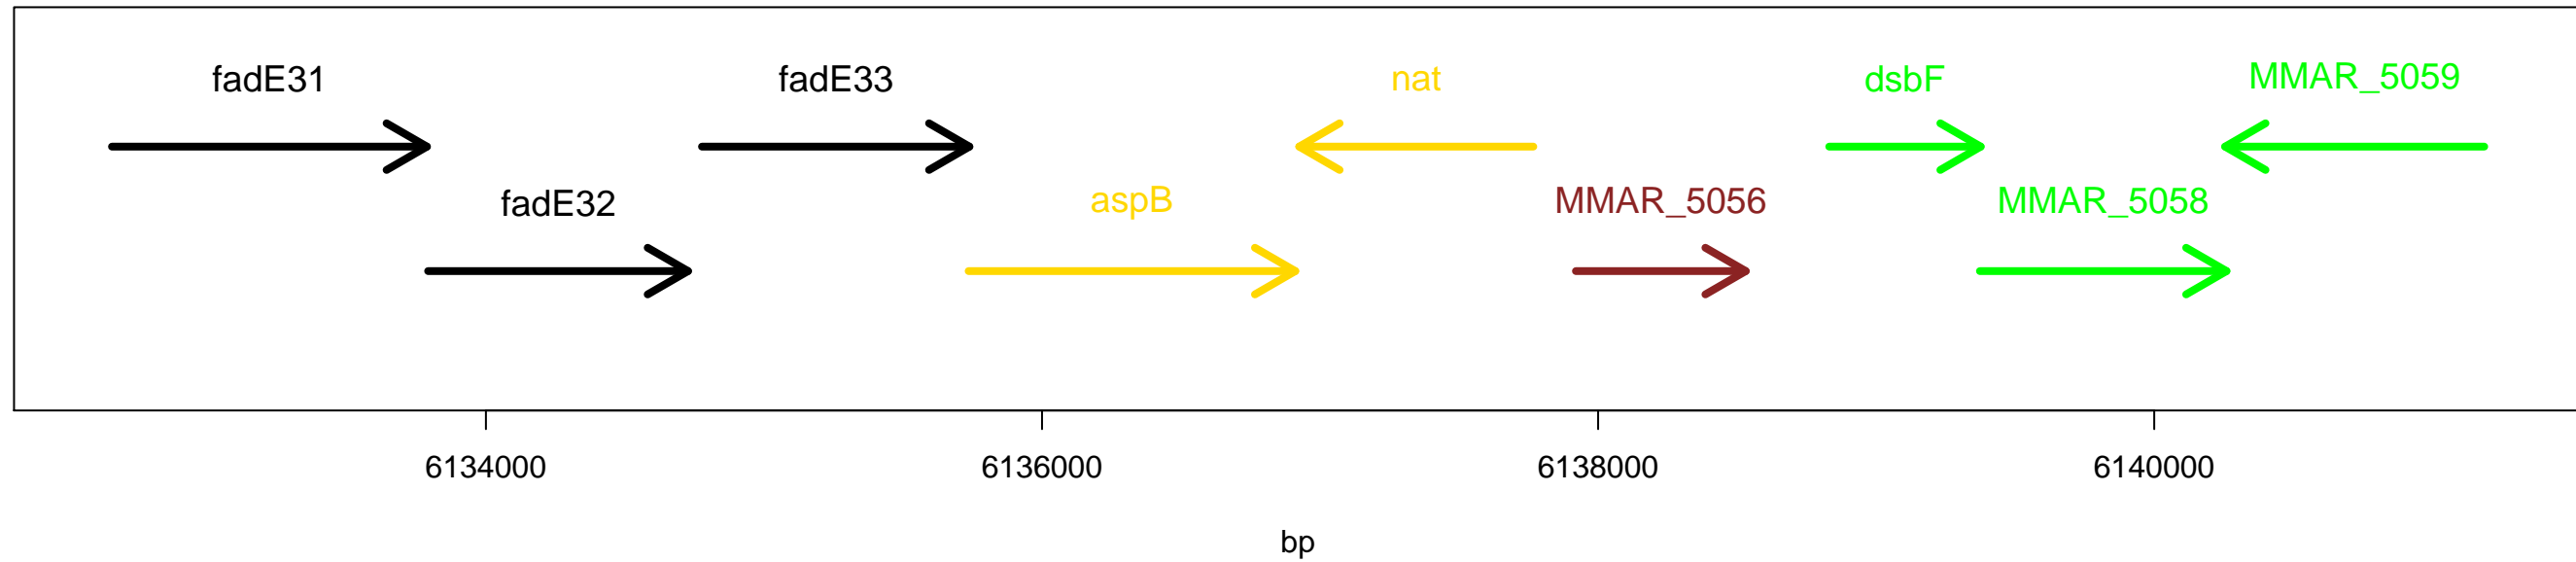 fadE31 fadE33 nat dsbF MMAR_5059
fadE32 aspB MMAR_5056 MMAR_5058
6134000 6136000 6138000 6140000
bp